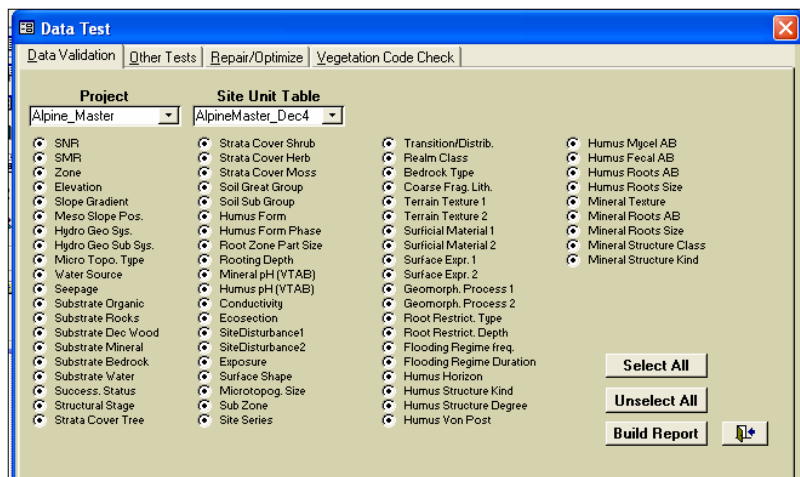 Data Test
Data Validation Other Tests Repair/Optimize Vegetation Code Check
Project Site Unit Table
Alpine_Master AlpineMaster_Dec4
SNR
SMR
Zone
Elevation
Slope Gradient
Meso Slope Pos.
Hydro Geo Sys.
Hydro Geo Sub Sys.
Micro Topo. Type
Water Source
Seepage
Substrate Organic
Substrate Rocks
Substrate Dec Wood
Substrate Mineral
Substrate Bedrock
Substrate Water
Success. Status
Structural Stage
Strata Cover Tree
Strata Cover Shrub
Strata Cover Herb
Strata Cover Moss
Soil Great Group
Soil Sub Group
Humus Form
Humus Form Phase
Root Zone Part Size
Rooting Depth
Mineral pH (VTAB)
Humus pH (VTAB)
Conductivity
Ecosection
SiteDisturbance1
SiteDisturbance2
Exposure
Surface Shape
Microtopog. Size
Sub Zone
Site Series
Transition/Distrib.
Realm Class
Bedrock Type
Coarse Frag. Lith.
Terrain Texture 1
Terrain Texture 2
Surficial Material 1
Surficial Material 2
Surface Expr. 1
Surface Expr. 2
Geomorph. Process 1
Geomorph. Process 2
Root Restrict. Type
Root Restrict. Depth
Flooding Regime freq.
Flooding Regime Duration
Humus Horizon
Humus Structure Kind
Humus Structure Degree
Humus Von Post
Humus Mycel AB
Humus Fecal AB
Humus Roots AB
Humus Roots Size
Mineral Texture
Mineral Roots AB
Mineral Roots Size
Mineral Structure Class
Mineral Structure Kind
Select All
Unselect All
Build Report